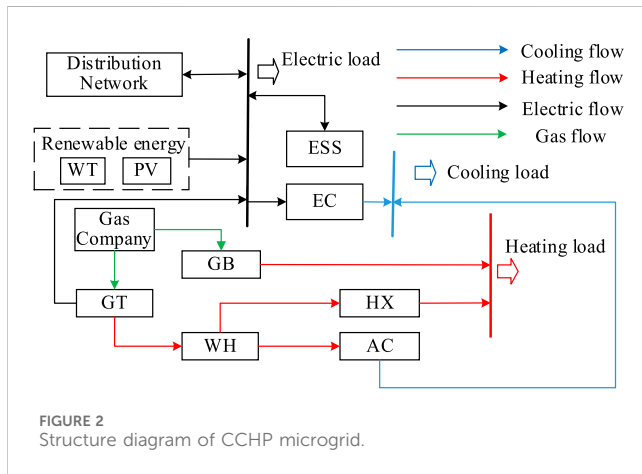 Distribution
Network
Electric load
Cooling flow
Heating flow
Electric flow
Gas flow
Renewable energy
WT
PV
ESS
Cooling load
EC
Gas
Company
GB
Heating load
GT
HX
WH
AC
FIGURE 2
Structure diagram of CCHP microgrid.